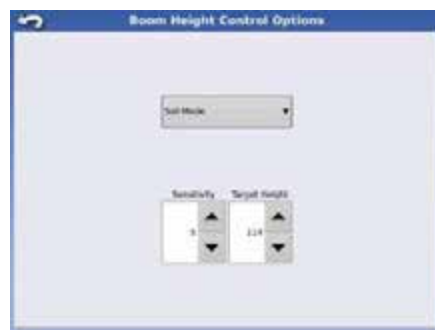 Boom Height Control Options
Soil Mode
Sensitivity Target Height
5
114